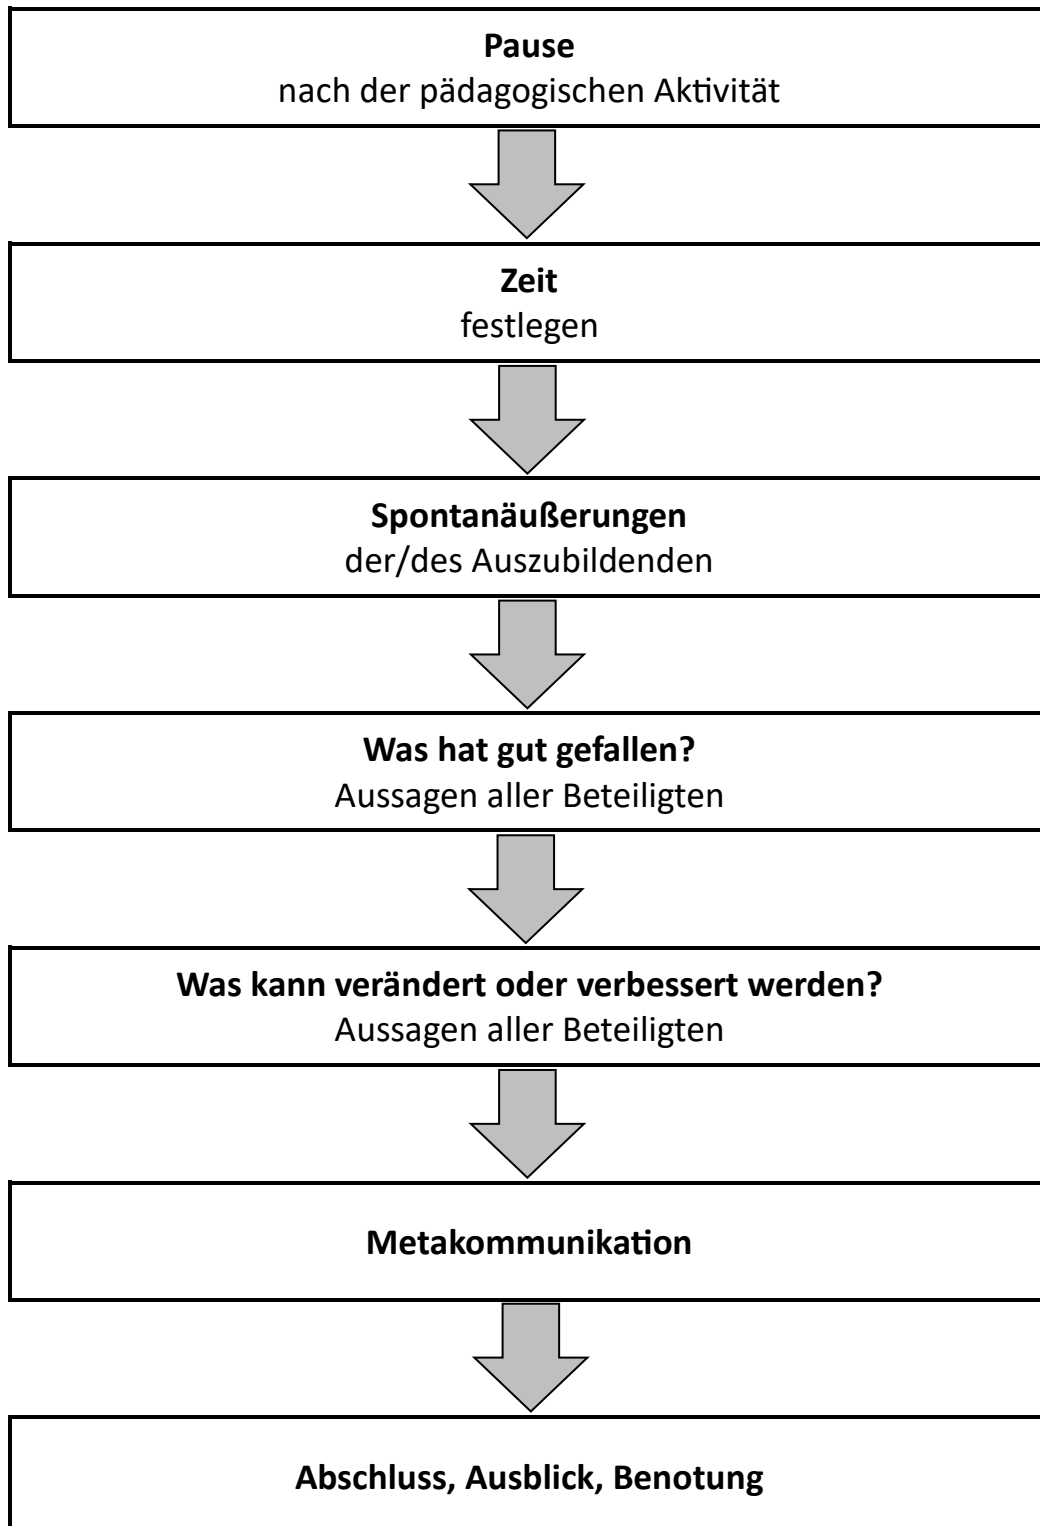 Pause
nach der pädagogischen Aktivität
Zeit
festlegen
Spontanäußerungen
der/des Auszubildenden
Was hat gut gefallen?
Aussagen aller Beteiligten
Was kann verändert oder verbessert werden?
Aussagen aller Beteiligten
Metakommunikation
Abschluss, Ausblick, Benotung